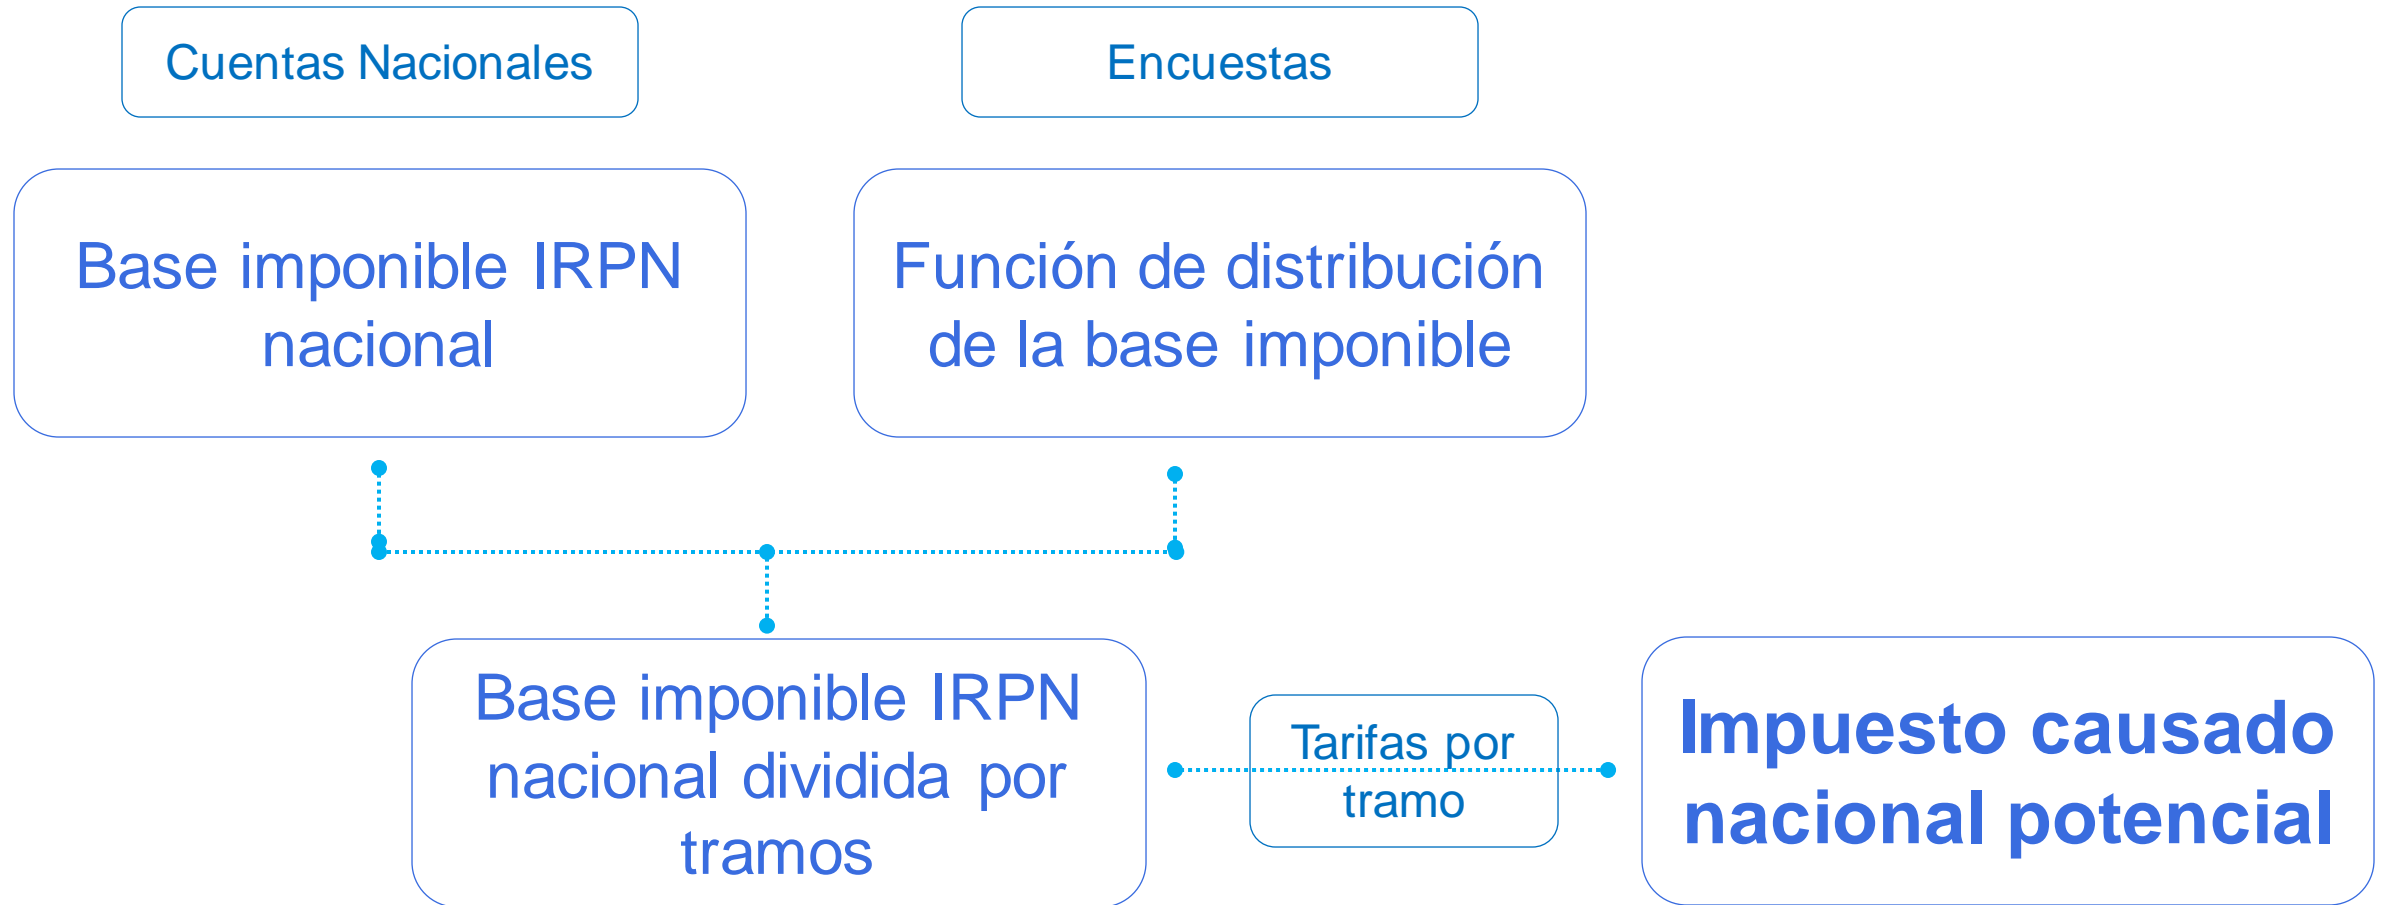 Cuentas Nacionales
Encuestas
Base imponible IRPN
nacional
Función de distribución
de la base imponible
Base imponible IRPN
nacional dividida por
tramos
Tarifas por
tramo
Impuesto causado
nacional potencial